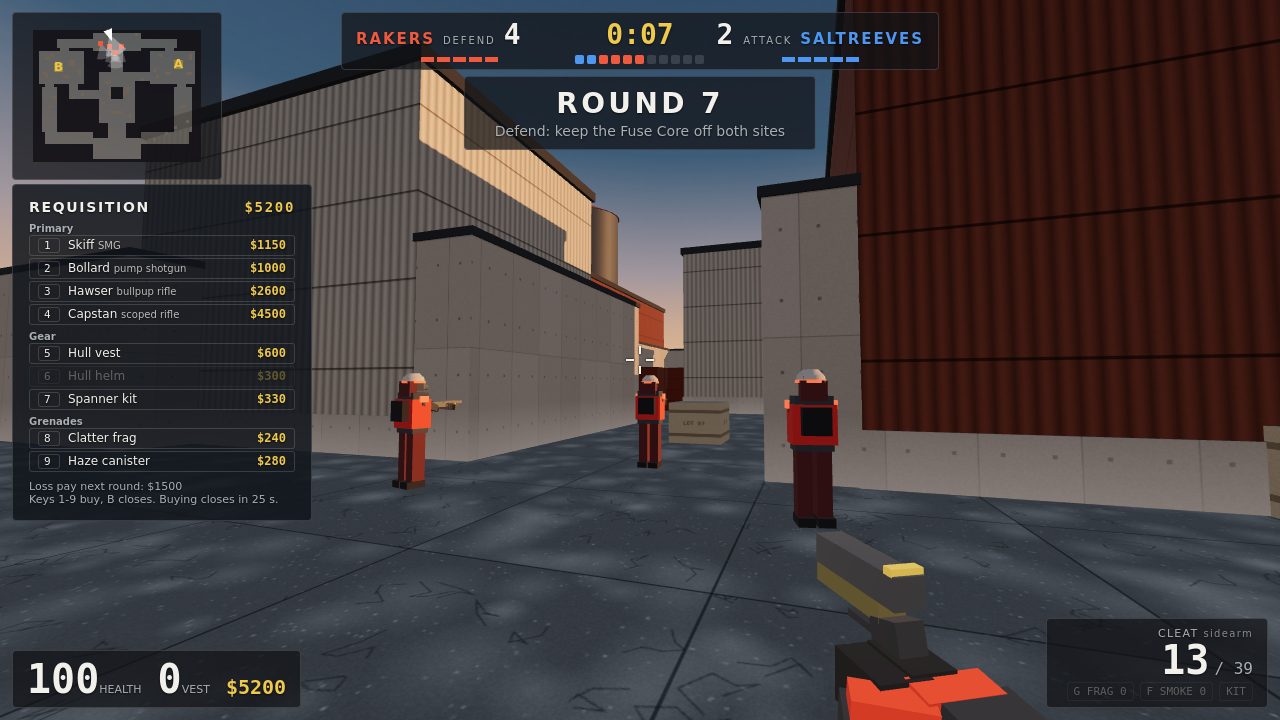 RAKERS DEFEND 4 0:07 2 ATTACK SALTREEVES
B
A
ROUND 7
Defend: keep the Fuse Core off both sites
REQUISITION $5200
Primary
1 Skiff SMG $1150
2 Bollard pump shotgun $1000
3 Hawser bullpup rifle $2600
4 Capstan scoped rifle $4500
Gear
5 Hull vest $600
6 Hull helm $300
7 Spanner kit $330
Grenades
8 Clatter frag $240
9 Haze canister $280
Loss pay next round: $1500
Keys 1-9 buy, B closes. Buying closes in 25 s.
100 HEALTH 0 VEST $5200
CLEAT sidearm
13 / 39
G FRAG 0 F SMOKE 0 KIT